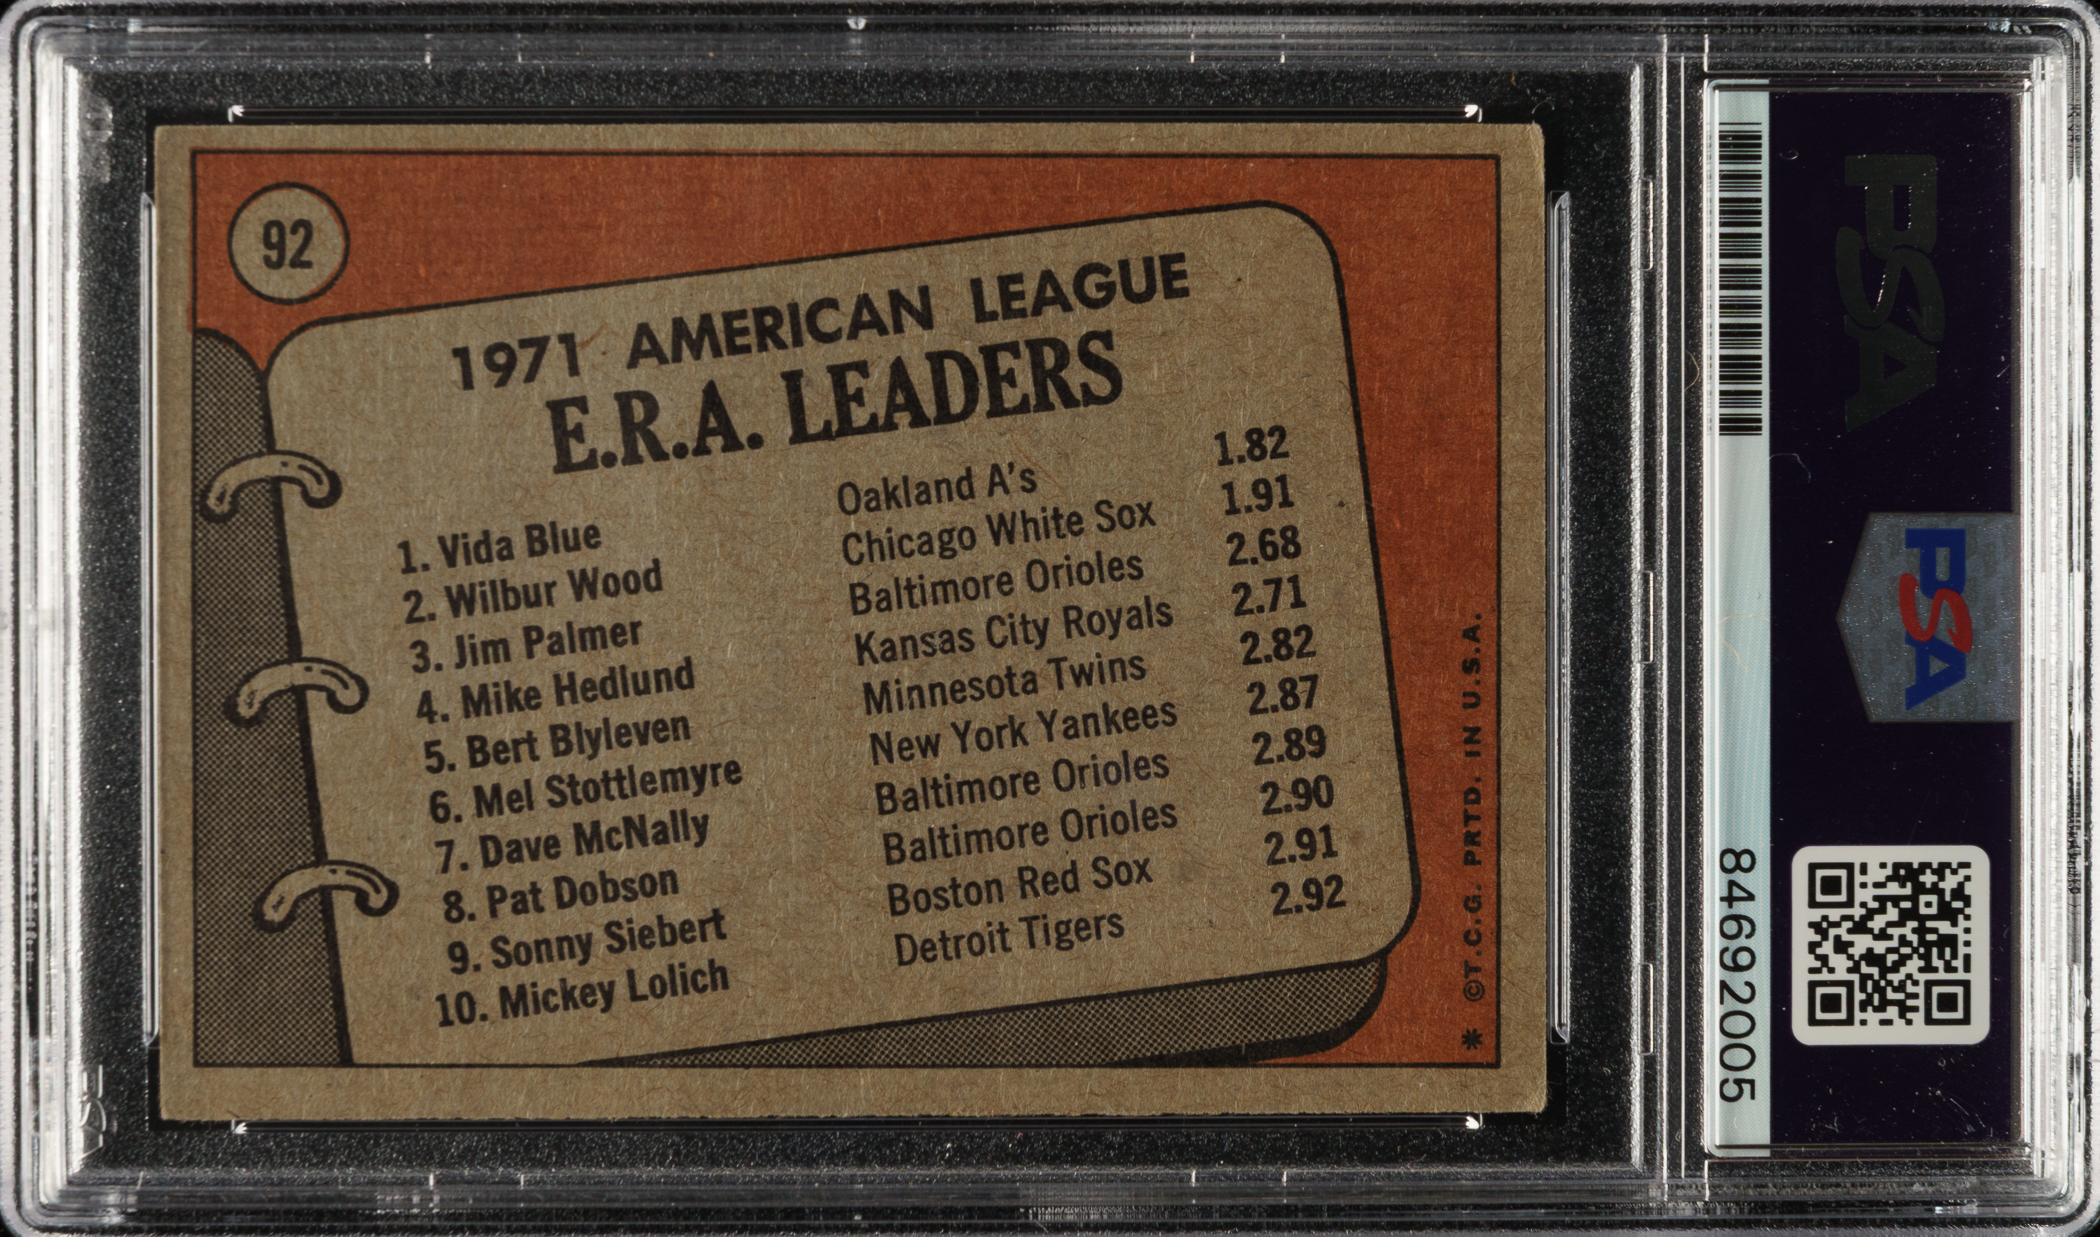 92
1971 AMERICAN LEAGUE
E.R.A. LEADERS
1. Vida Blue Oakland A's 1.82
2. Wilbur Wood Chicago White Sox 1.91
3. Jim Palmer Baltimore Orioles 2.68
4. Mike Hedlund Kansas City Royals 2.71
5. Bert Blyleven Minnesota Twins 2.82
6. Mel Stottlemyre New York Yankees 2.87
7. Dave McNally Baltimore Orioles 2.89
8. Pat Dobson Baltimore Orioles 2.90
9. Sonny Siebert Boston Red Sox 2.91
10. Mickey Lolich Detroit Tigers 2.92
* ©T.C.G. PRTD. IN U.S.A.
84692005
PSA
PSA